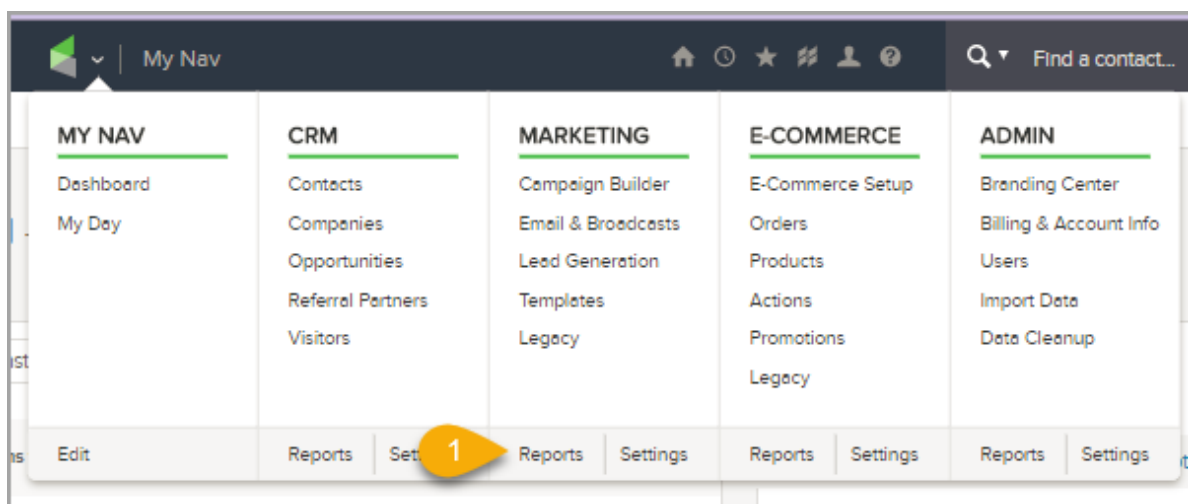 My Nav
Find a contact...
MY NAV
Dashboard
My Day
Edit
CRM
Contacts
Companies
Opportunities
Referral Partners
Visitors
Reports
MARKETING
Campaign Builder
Email & Broadcasts
Lead Generation
Templates
Legacy
1
Reports Settings
E-COMMERCE
E-Commerce Setup
Orders
Products
Actions
Promotions
Legacy
Reports Settings
ADMIN
Branding Center
Billing & Account Info
Users
Import Data
Data Cleanup
Reports Settings